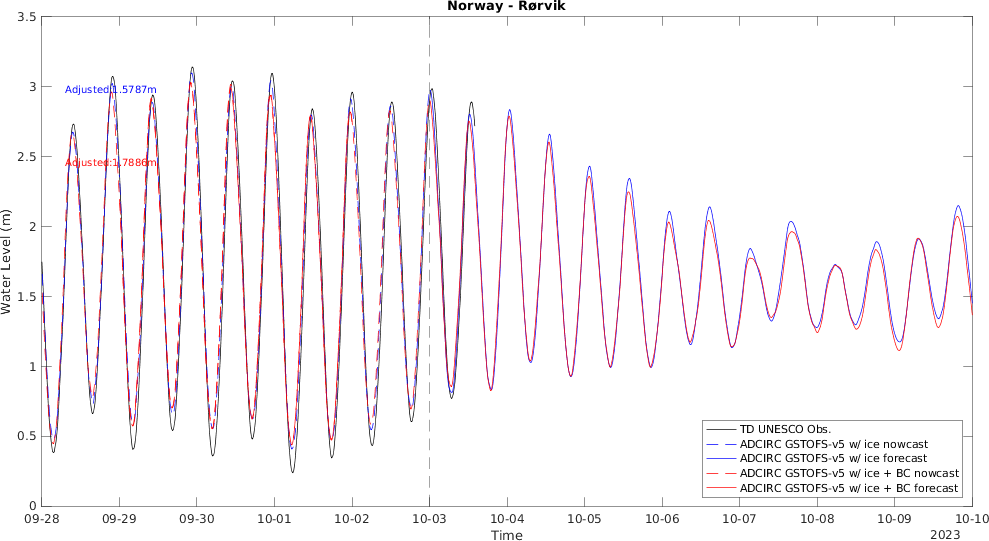 Norway - Rørvik
3.5
3
2.5
2
1.5
1
0.5
0
Water Level (m)
Adjusted:1.5787m
Adjusted:1.7886m
TD UNESCO Obs.
ADCIRC GSTOFS-v5 w/ ice nowcast
ADCIRC GSTOFS-v5 w/ ice forecast
ADCIRC GSTOFS-v5 w/ ice + BC nowcast
ADCIRC GSTOFS-v5 w/ ice + BC forecast
09-28 09-29 09-30 10-01 10-02 10-03 10-04 10-05 10-06 10-07 10-08 10-09 10-10
Time
2023